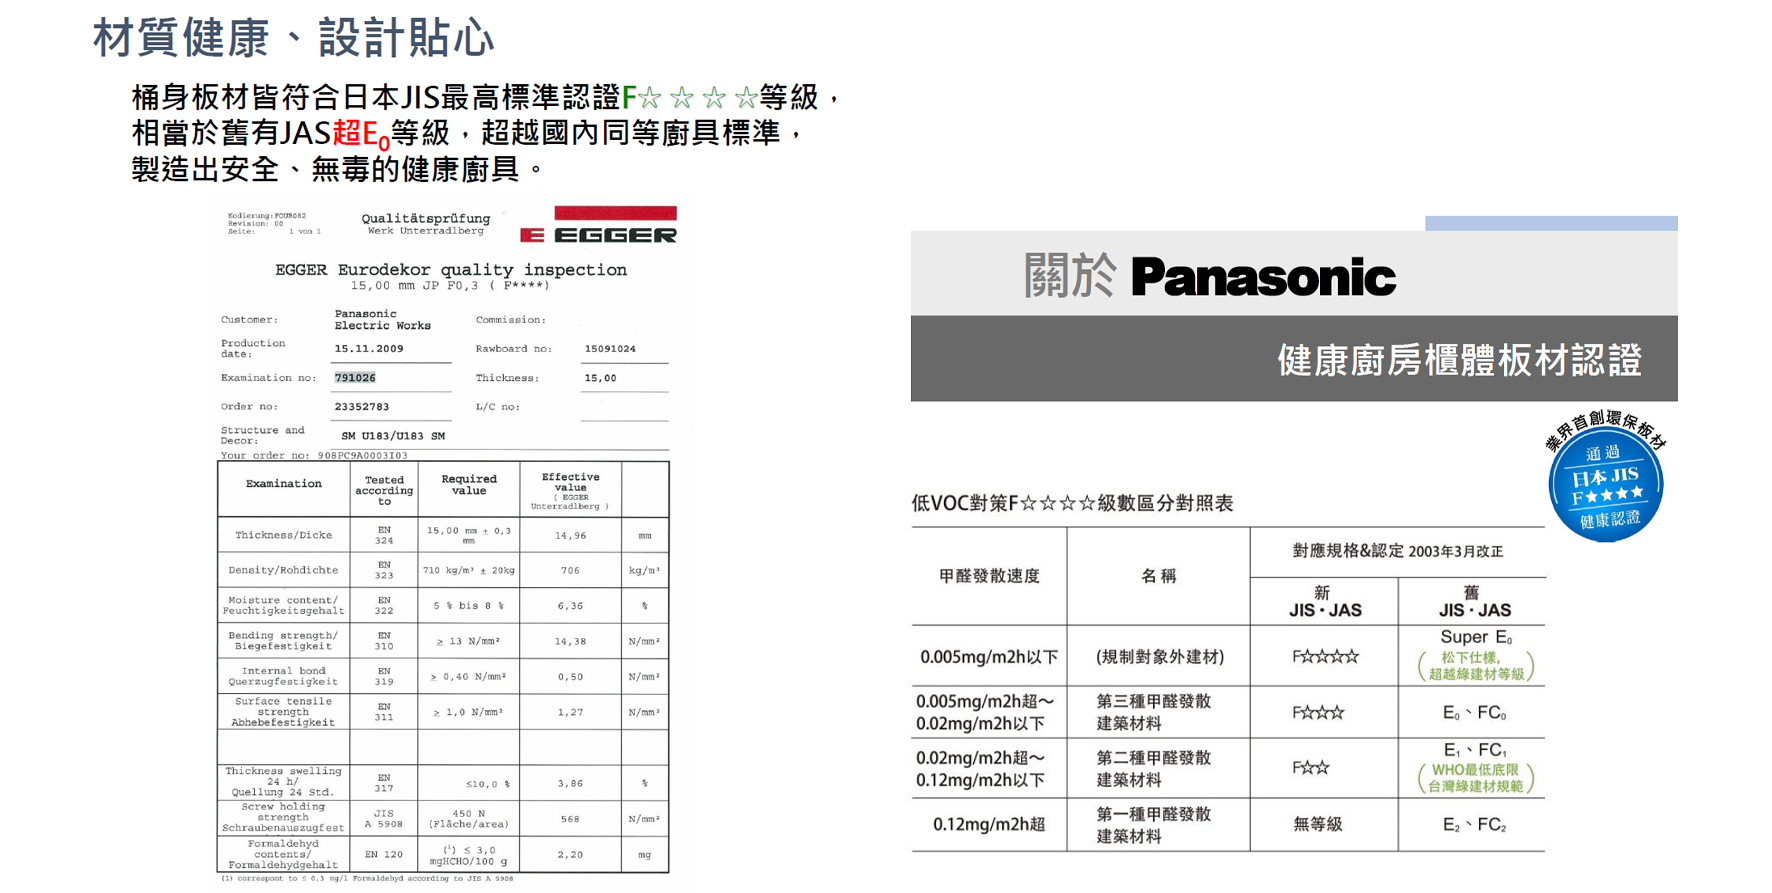 材質健康、設計貼心
桶身板材皆符合日本JIS最高標準認證F☆☆☆☆等級，
相當於舊有JAS超E₀等級，超越國內同等廚具標準，
製造出安全、無毒的健康廚具。
Kodierung:FOUR082
Revision: 00
Seite: 1 von 1
Qualitätsprüfung
Werk Unterradlberg
E EGGER
EGGER Eurodekor quality inspection
15,00 mm JP F0,3 ( F****)
Customer: Panasonic Electric Works Commission:
Production date: 15.11.2009 Rawboard no: 15091024
Examination no: 791026 Thickness: 15,00
Order no: 23352783 L/C no:
Structure and Decor: SM U183/U183 SM
Your order no: 908PC9A0003I03
Examination Tested according to Required value Effective value ( EGGER Unterradlberg )
Thickness/Dicke EN 324 15,00 mm ± 0,3 mm 14,96 mm
Density/Rohdichte EN 323 710 kg/m³ ± 20kg 706 kg/m³
Moisture content/ Feuchtigkeitsgehalt EN 322 5 % bis 8 % 6,36 %
Bending strength/ Biegefestigkeit EN 310 ≥ 13 N/mm² 14,38 N/mm²
Internal bond Querzugfestigkeit EN 319 ≥ 0,40 N/mm² 0,50 N/mm²
Surface tensile strength Abhebefestigkeit EN 311 ≥ 1,0 N/mm² 1,27 N/mm²
Thickness swelling 24 h/ Quellung 24 Std. EN 317 ≤10,0 % 3,86 %
Screw holding strength Schraubenauszugfest JIS A 5908 450 N (Fläche/area) 568 N/mm²
Formaldehyd contents/ Formaldehydgehalt EN 120 (¹) ≤ 3,0 mgHCHO/100 g 2,20 mg
(1) correspont to ≤ 0,3 mg/l Formaldehyd according to JIS A 5908
關於 Panasonic
健康廚房櫃體板材認證
業界首創環保板材
通過
日本 JIS
F★★★★
健康認證
低VOC對策F☆☆☆☆級數區分對照表
甲醛發散速度 名稱 對應規格&認定 2003年3月改正
新 JIS・JAS 舊 JIS・JAS
0.005mg/m2h以下 (規制對象外建材) F☆☆☆☆ Super E₀ (松下仕樣, 超越綠建材等級)
0.005mg/m2h超～ 0.02mg/m2h以下 第三種甲醛發散 建築材料 F☆☆☆ E₀、FC₀
0.02mg/m2h超～ 0.12mg/m2h以下 第二種甲醛發散 建築材料 F☆☆ E₁、FC₁ (WHO最低底限 台灣綠建材規範)
0.12mg/m2h超 第一種甲醛發散 建築材料 無等級 E₂、FC₂